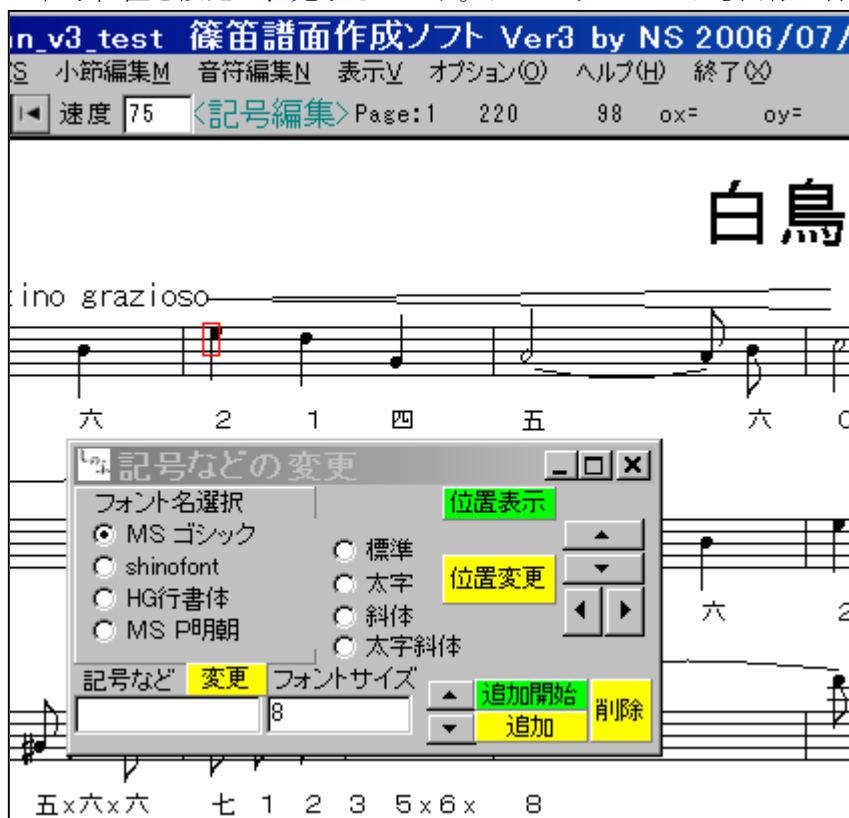 n_v3_test 篠笛譜面作成ソフト Ver3 by NS 2006/07/
S 小節編集M 音符編集N 表示V オプション(O) ヘルプ(H) 終了(X)
速度 75 <記号編集> Page:1 220 98 ox= oy=
白鳥
ino grazioso
六 2 1 四 五 六 0
記号などの変更
フォント名選択 位置表示
MS ゴシック
標準
shinofont
太字 位置変更
HG行書体
斜体
MS P明朝
太字斜体
六 2
記号など 変更 フォントサイズ
8
追加開始
追加
削除
五x六x六 七 1 2 3 5x6x 8